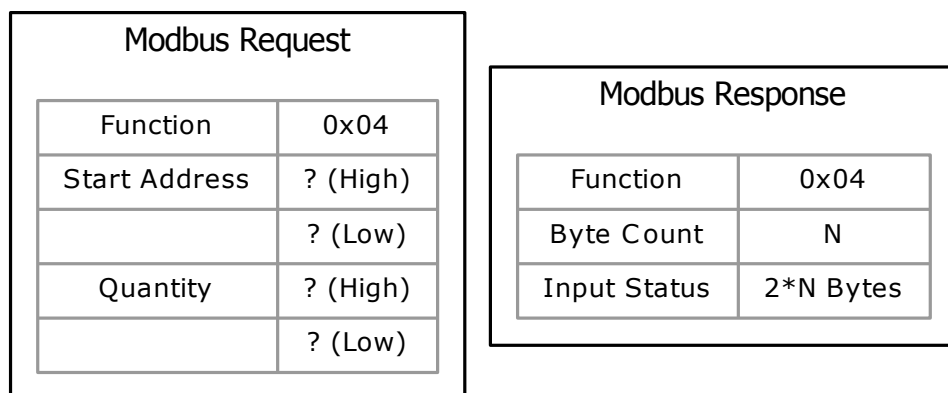 Modbus Request
Function 0x04
Start Address ? (High)
? (Low)
Quantity ? (High)
? (Low)
Modbus Response
Function 0x04
Byte Count N
Input Status 2*N Bytes